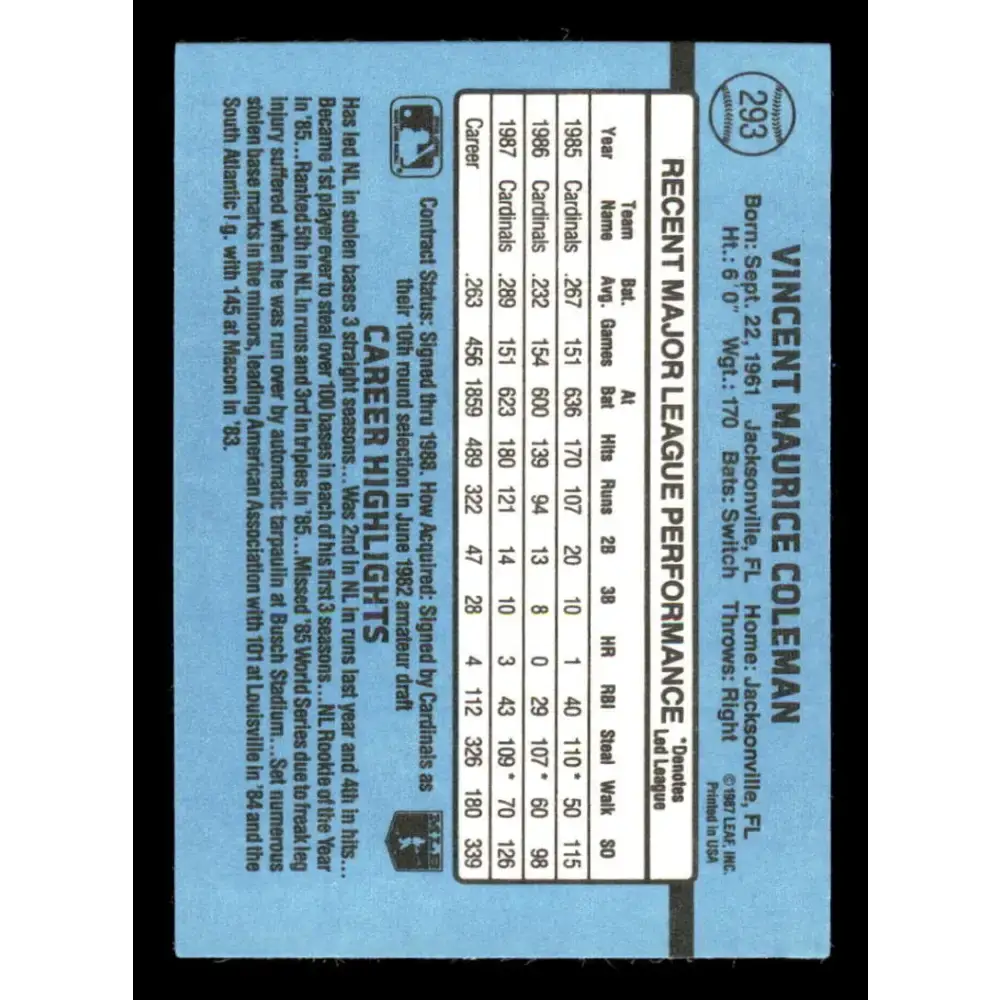 293
VINCENT MAURICE COLEMAN
Born: Sept. 22, 1961 Jacksonville, FL Home: Jacksonville, FL
Ht.: 6'0" Wgt.: 170 Bats: Switch Throws: Right
©1987 LEAF, INC.
Printed in USA
RECENT MAJOR LEAGUE PERFORMANCE *Denotes Led League
Year Team Name Bat. Avg. Games At Bat Hits Runs 2B 3B HR RBI Steal Walk SO
1985 Cardinals .267 151 636 170 107 20 10 1 40 110* 50 115
1986 Cardinals .232 154 600 139 94 13 8 0 29 107* 60 98
1987 Cardinals .289 151 623 180 121 14 10 3 43 109* 70 126
Career .263 456 1859 489 322 47 28 4 112 326 180 339
Contract Status: Signed thru 1988. How Acquired: Signed by Cardinals as
their 10th round selection in June 1982 amateur draft
MLB
CAREER HIGHLIGHTS
Has led NL in stolen bases 3 straight seasons...Was 2nd in NL in runs last year and 4th in hits...
Became 1st player ever to steal over 100 bases in each of his first 3 seasons...NL Rookie of the Year
in '85...Ranked 5th in NL in runs and 3rd in triples in '85...Missed '85 World Series due to freak leg
injury suffered when he was run over by automatic tarpaulin at Busch Stadium...Set numerous
stolen base marks in the minors, leading American Association with 101 at Louisville in '84 and the
South Atlantic Lg. with 145 at Macon in '83.